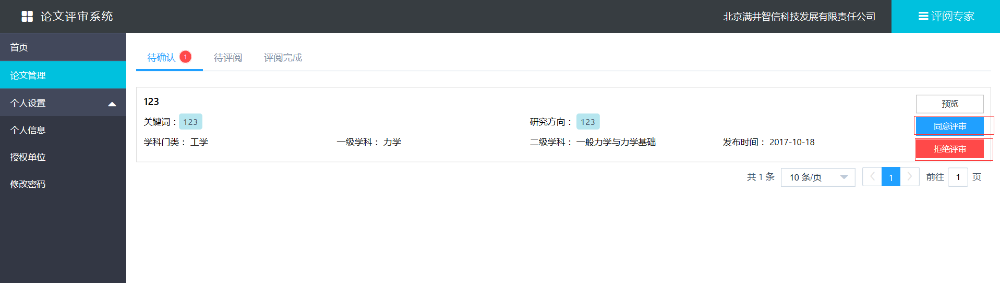 论文评审系统
北京满井智信科技发展有限责任公司
评阅专家
首页
论文管理
个人设置
个人信息
授权单位
修改密码
待确认 1 待评阅 评阅完成
123
预览
关键词： 123 研究方向： 123
同意评审
学科门类： 工学 一级学科： 力学 二级学科： 一般力学与力学基础 发布时间： 2017-10-18
拒绝评审
共 1 条 10 条/页 1 前往 1 页